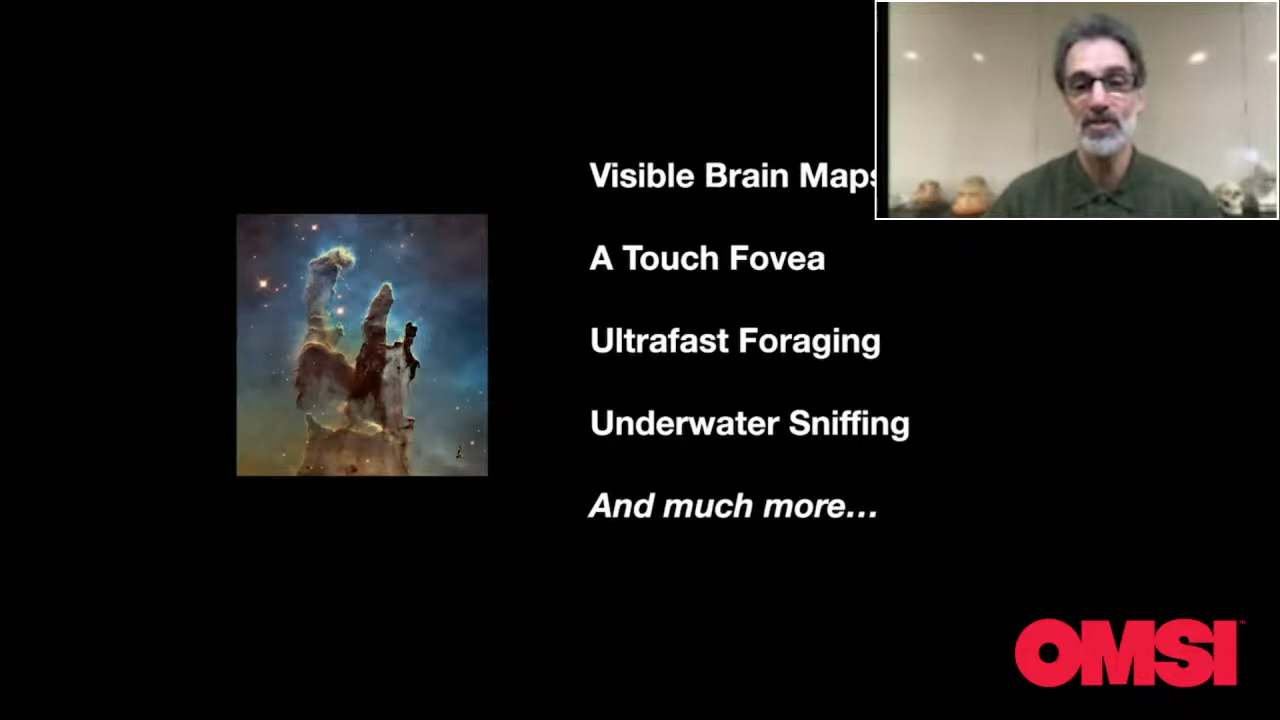 Visible Brain Maps
A Touch Fovea
Ultrafast Foraging
Underwater Sniffing
And much more...
OMSI